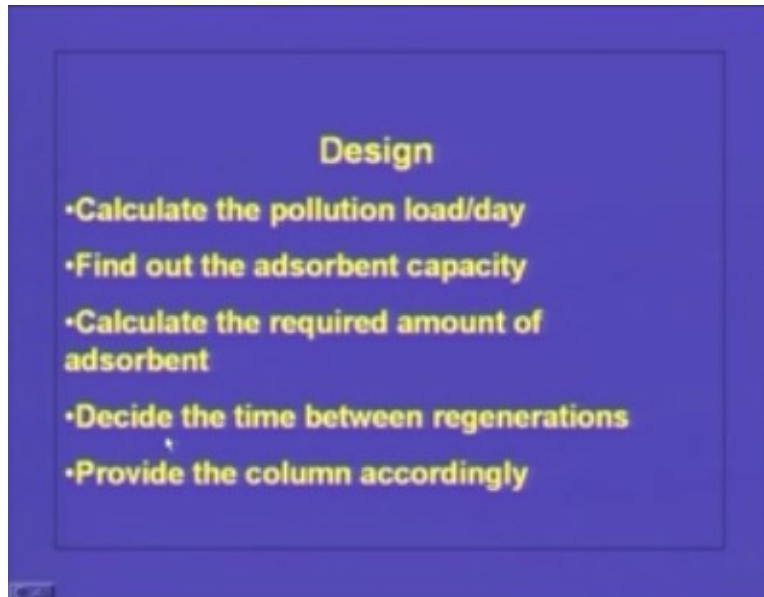 Design
•Calculate the pollution load/day
•Find out the adsorbent capacity
•Calculate the required amount of
adsorbent
•Decide the time between regenerations
•Provide the column accordingly